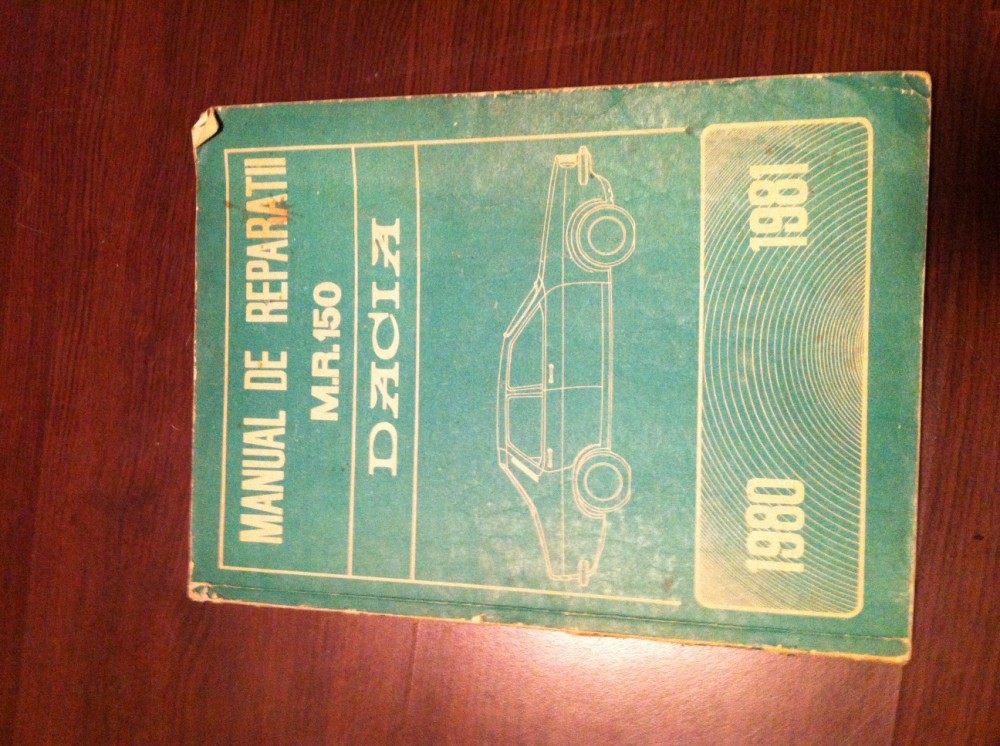 MANUAL DE REPARATII
M.R.150
DACIA
1980 1981